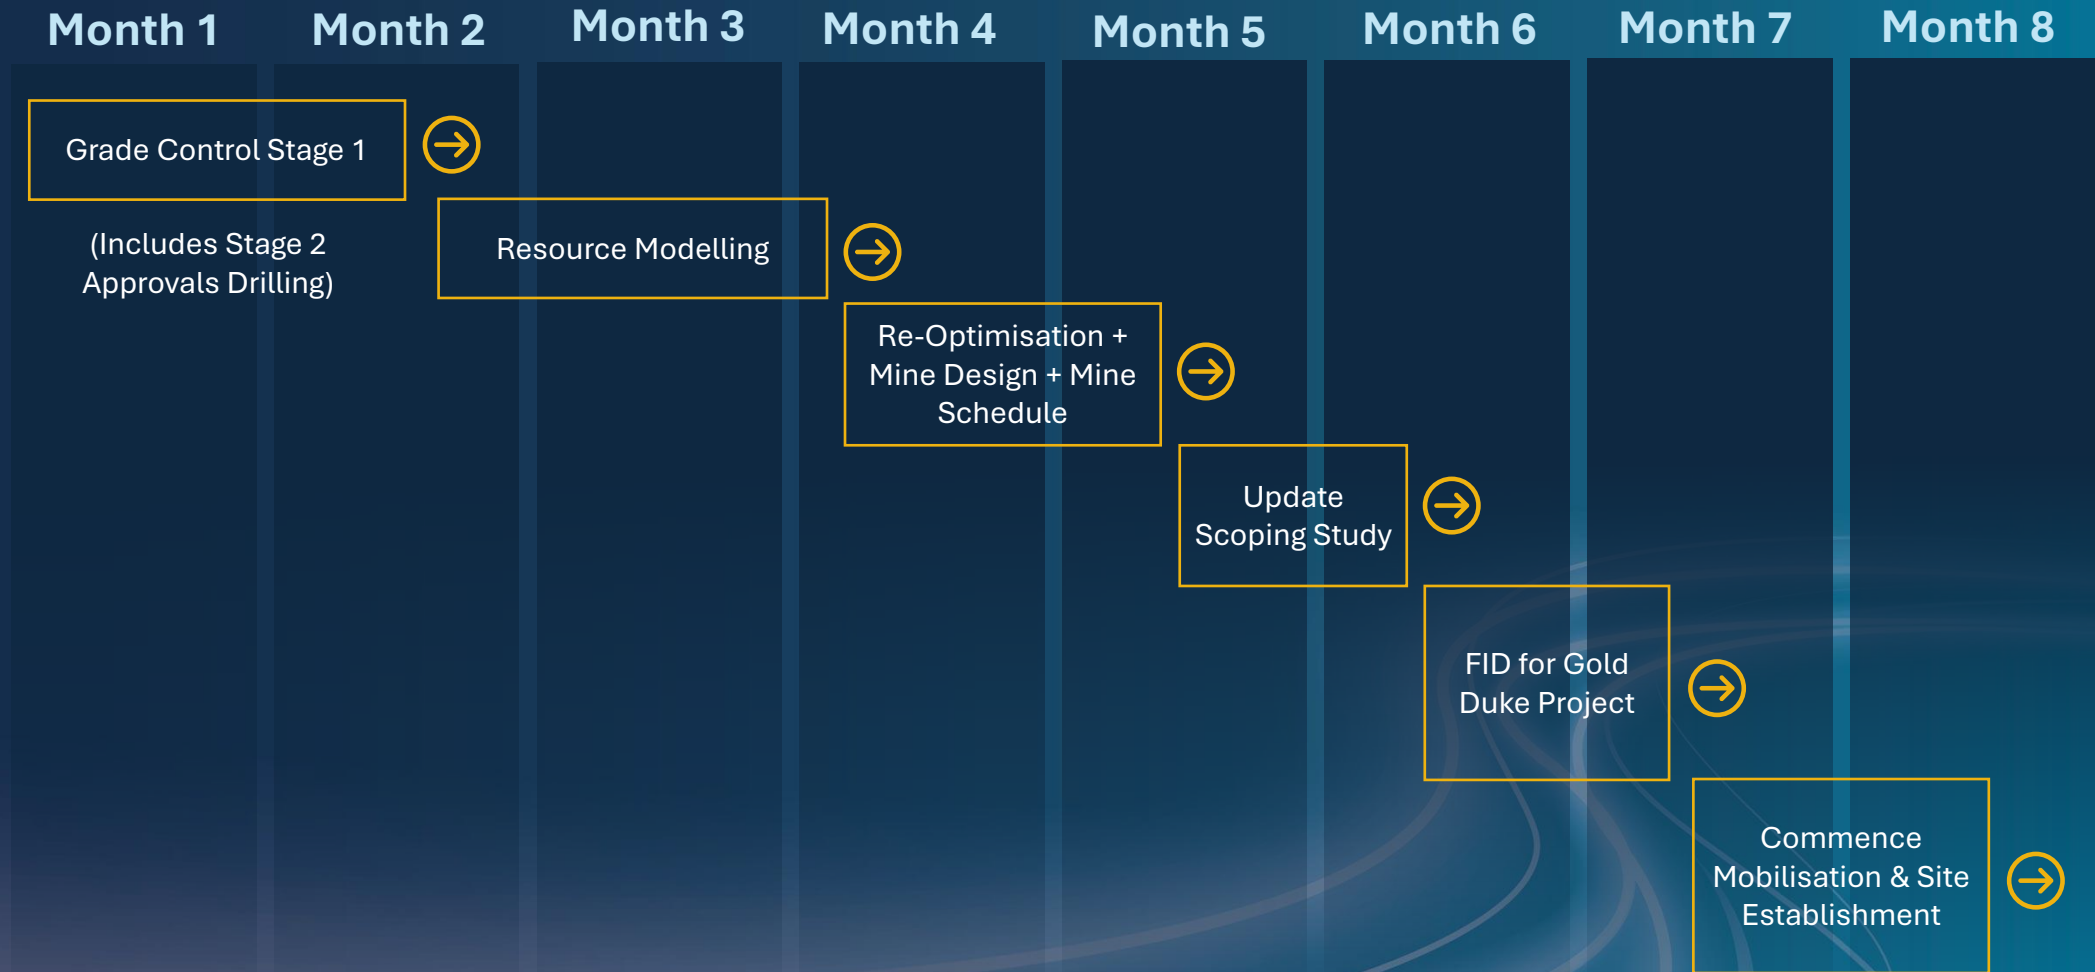 Month 1
Month 2
Month 3
Month 4
Month 5
Month 6
Month 7
Month 8
Grade Control Stage 1
(Includes Stage 2
Approvals Drilling)
Resource Modelling
Re-Optimisation +
Mine Design + Mine
Schedule
Update
Scoping Study
FID for Gold
Duke Project
Commence
Mobilisation & Site
Establishment